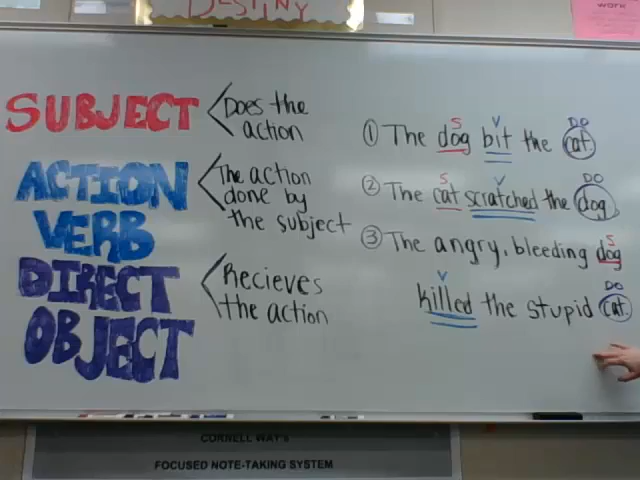 DESTINY
work
SUBJECT
Does the
action
ACTION
VERB
The action
done by
the subject
DIRECT
OBJECT
Recieves
the action
S V DO
① The dog bit the cat.
S V DO
② The cat scratched the dog.
S
③ The angry, bleeding dog
V DO
killed the stupid cat.
CORNELL WAY'S
FOCUSED NOTE-TAKING SYSTEM